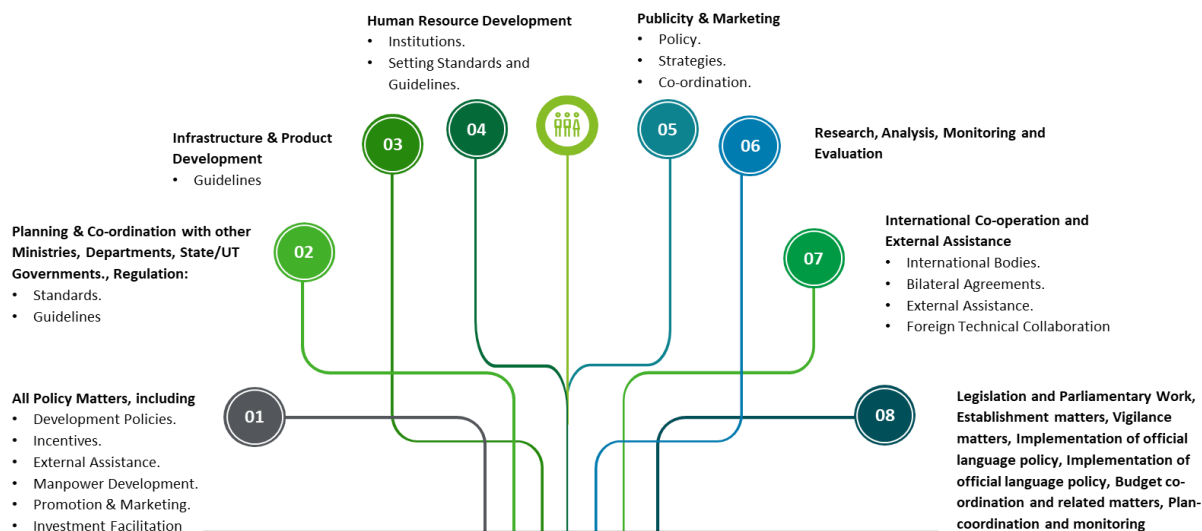 All Policy Matters, including
• Development Policies.
• Incentives.
• External Assistance.
• Manpower Development.
• Promotion & Marketing.
• Investment Facilitation
01
Planning & Co-ordination with other
Ministries, Departments, State/UT
Governments., Regulation:
• Standards.
• Guidelines
02
Infrastructure & Product
Development
• Guidelines
03
Human Resource Development
• Institutions.
• Setting Standards and
Guidelines.
04
Publicity & Marketing
• Policy.
• Strategies.
• Co-ordination.
05
Research, Analysis, Monitoring and
Evaluation
06
International Co-operation and
External Assistance
• International Bodies.
• Bilateral Agreements.
• External Assistance.
• Foreign Technical Collaboration
07
Legislation and Parliamentary Work,
Establishment matters, Vigilance
matters, Implementation of official
language policy, Implementation of
official language policy, Budget co-
ordination and related matters, Plan-
coordination and monitoring
08